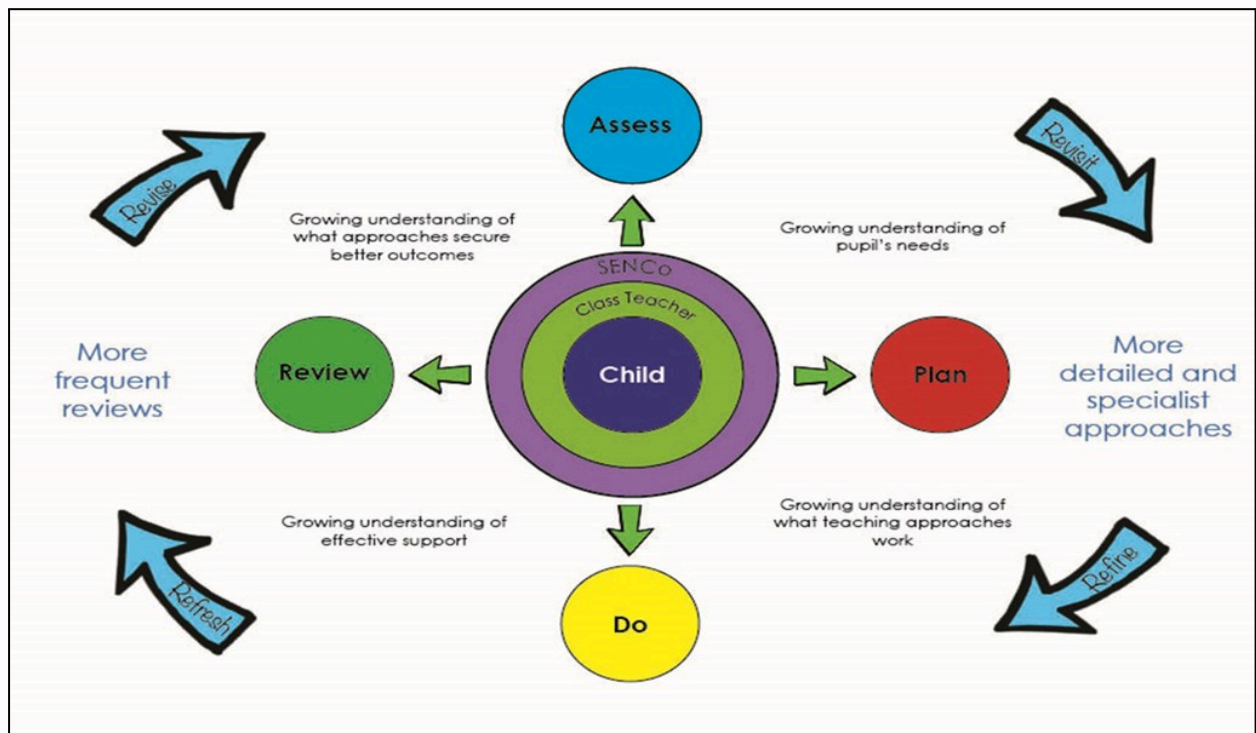 Assess
Revise
Revisit
Growing understanding of
what approaches secure
better outcomes
Growing understanding of
pupil's needs
SENCo
Class Teacher
Child
Review
Plan
More
frequent
reviews
More
detailed and
specialist
approaches
Growing understanding of
effective support
Growing understanding of
what teaching approaches
work
Refresh
Refine
Do